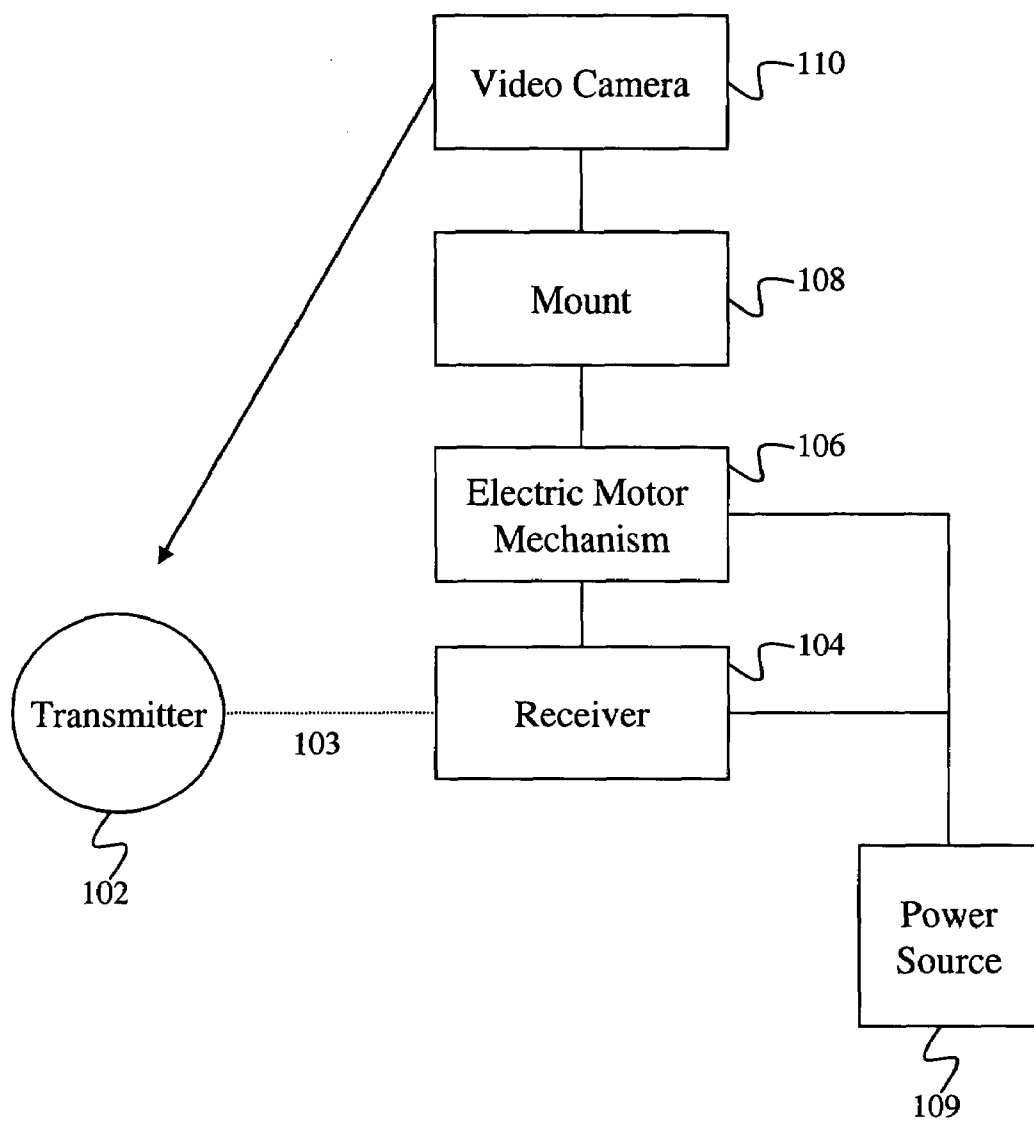 Video Camera
110
Mount
108
Electric Motor
Mechanism
106
Receiver
104
Transmitter
103
102
Power
Source
109